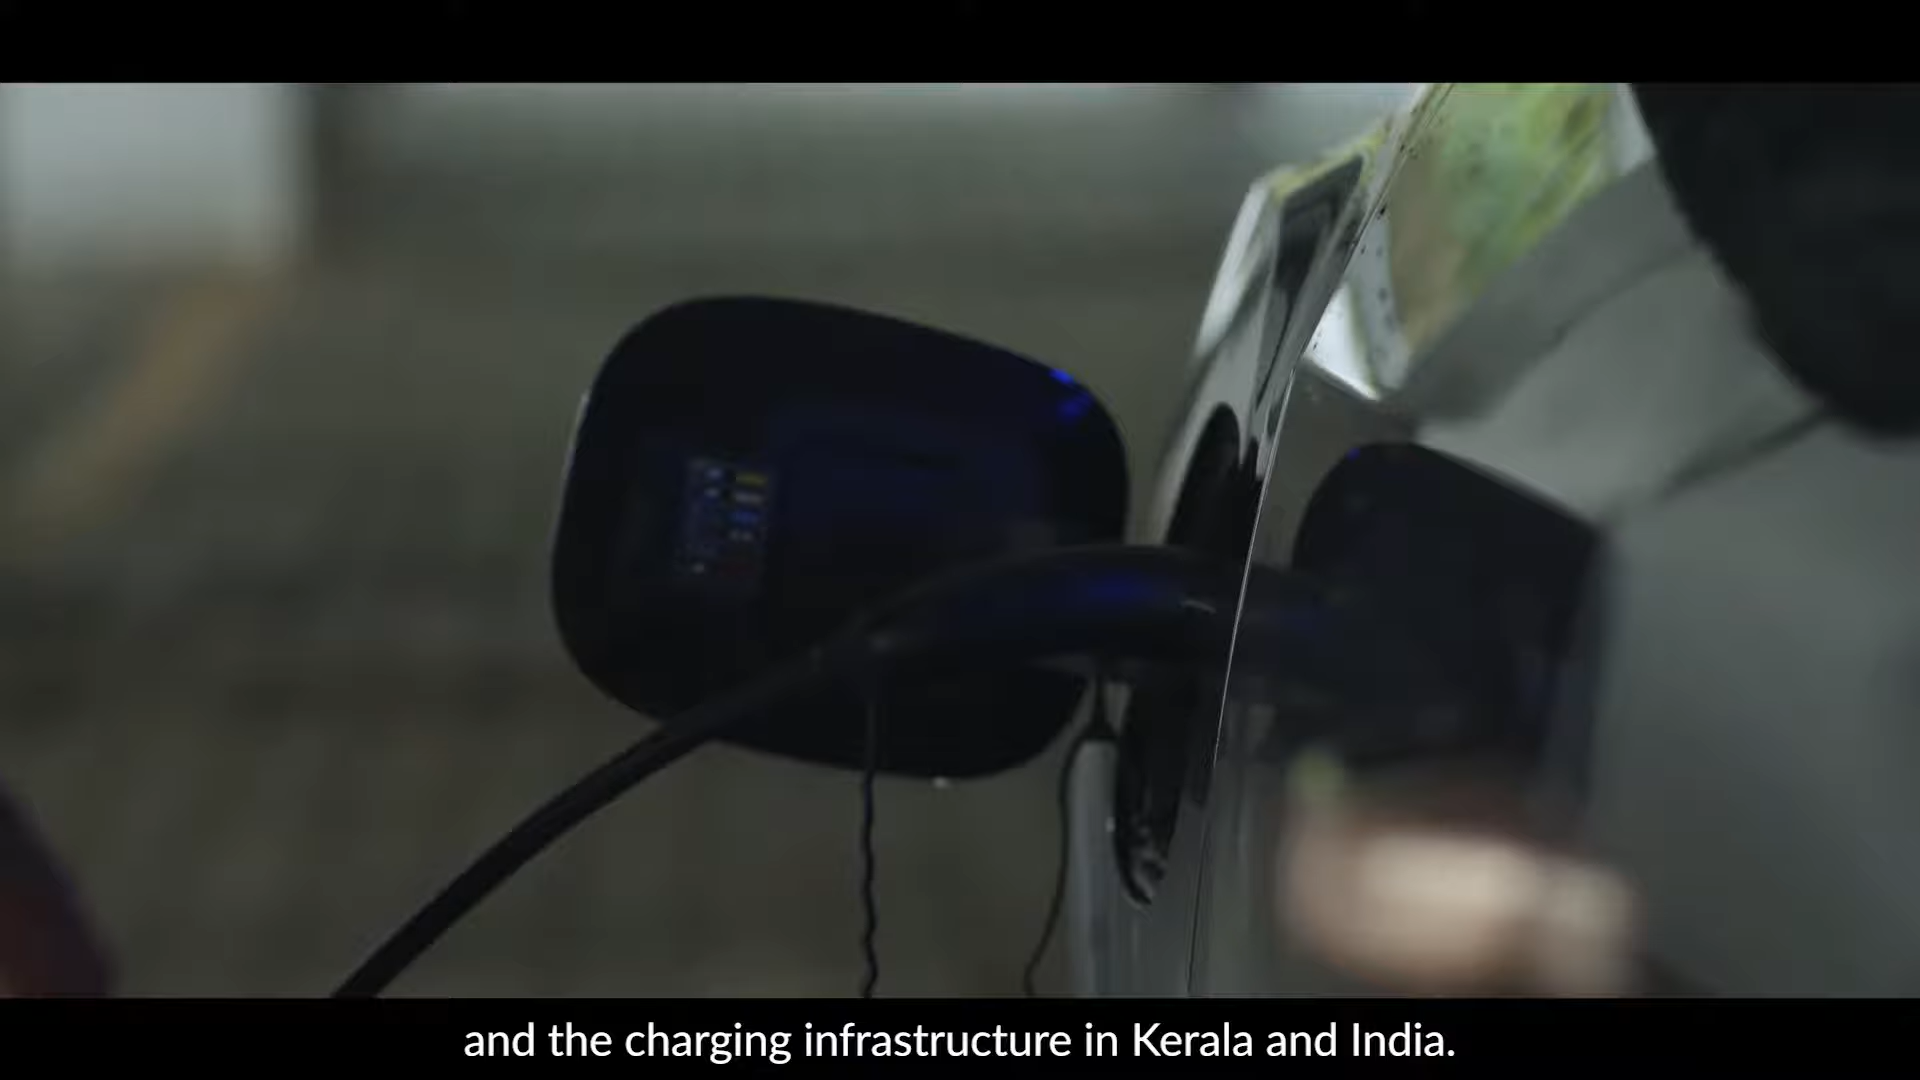 and the charging infrastructure in Kerala and India.